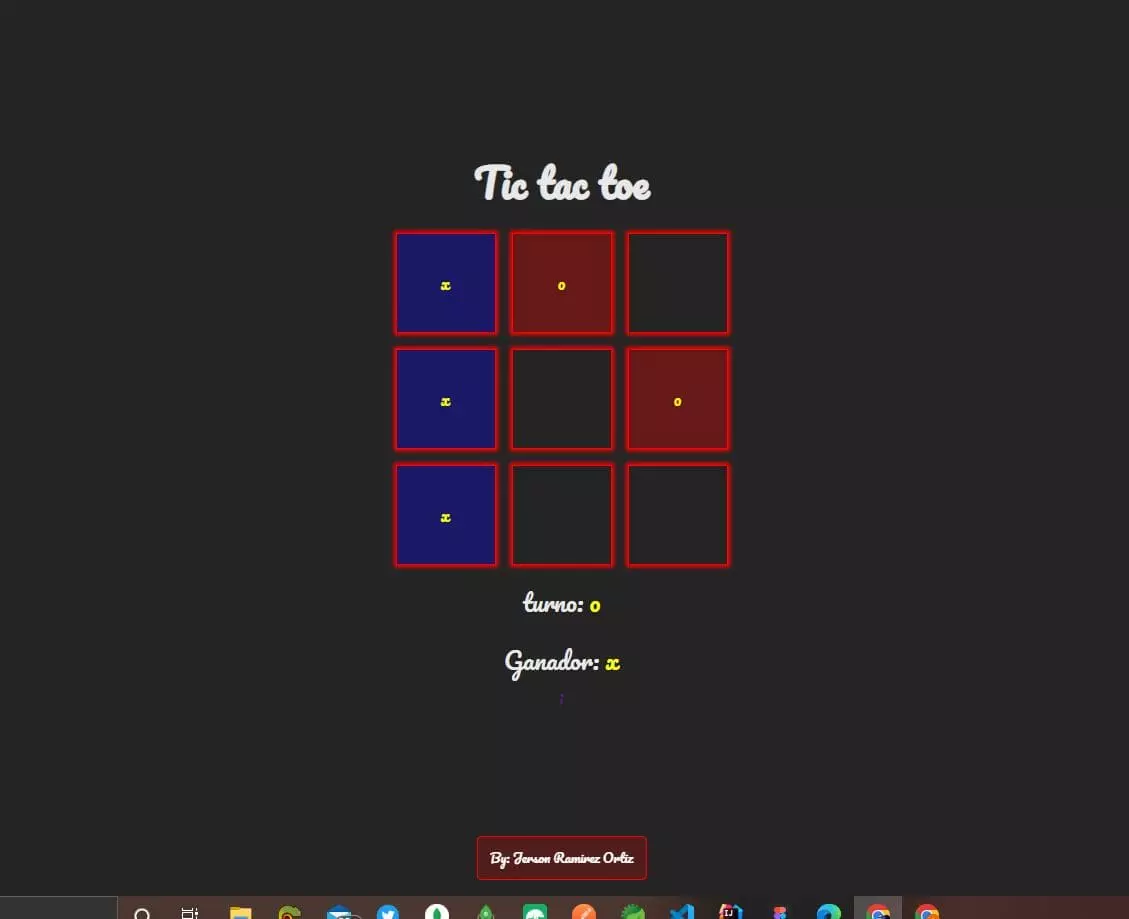 Tic tac toe
x o
x o
x
turno: o
Ganador: x
By: Jerson Ramirez Ortiz